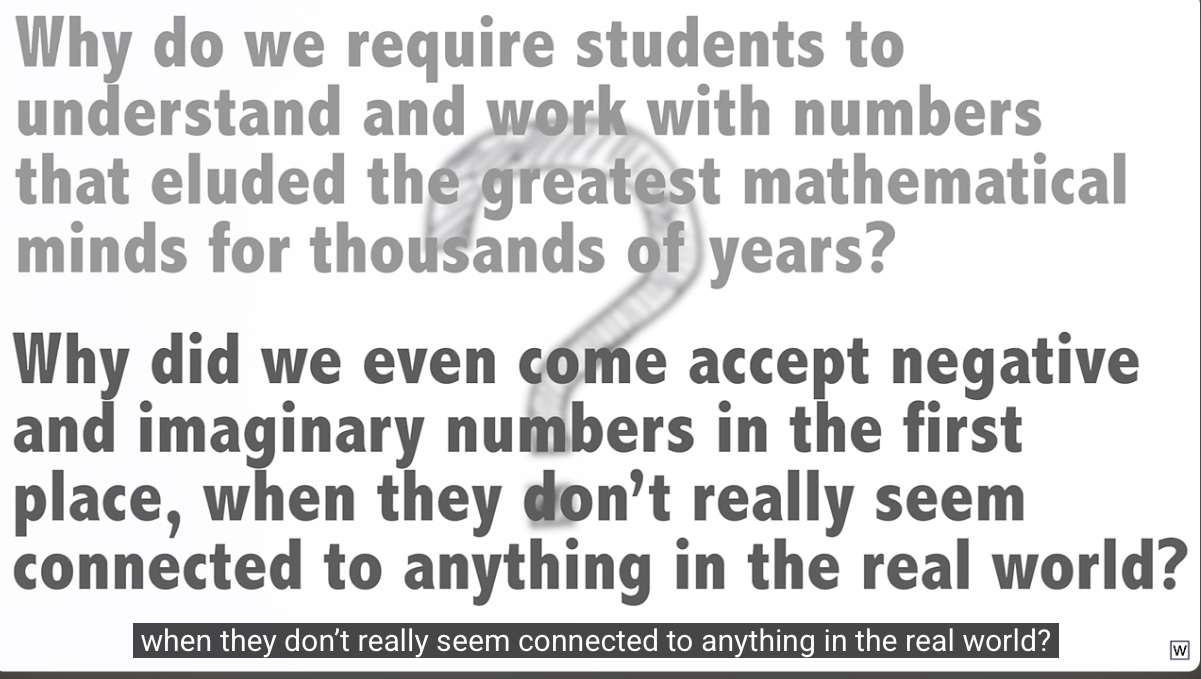 Why do we require students to
understand and work with numbers
that eluded the greatest mathematical
minds for thousands of years?
Why did we even come accept negative
and imaginary numbers in the first
place, when they don’t really seem
connected to anything in the real world?
when they don’t really seem connected to anything in the real world?
W